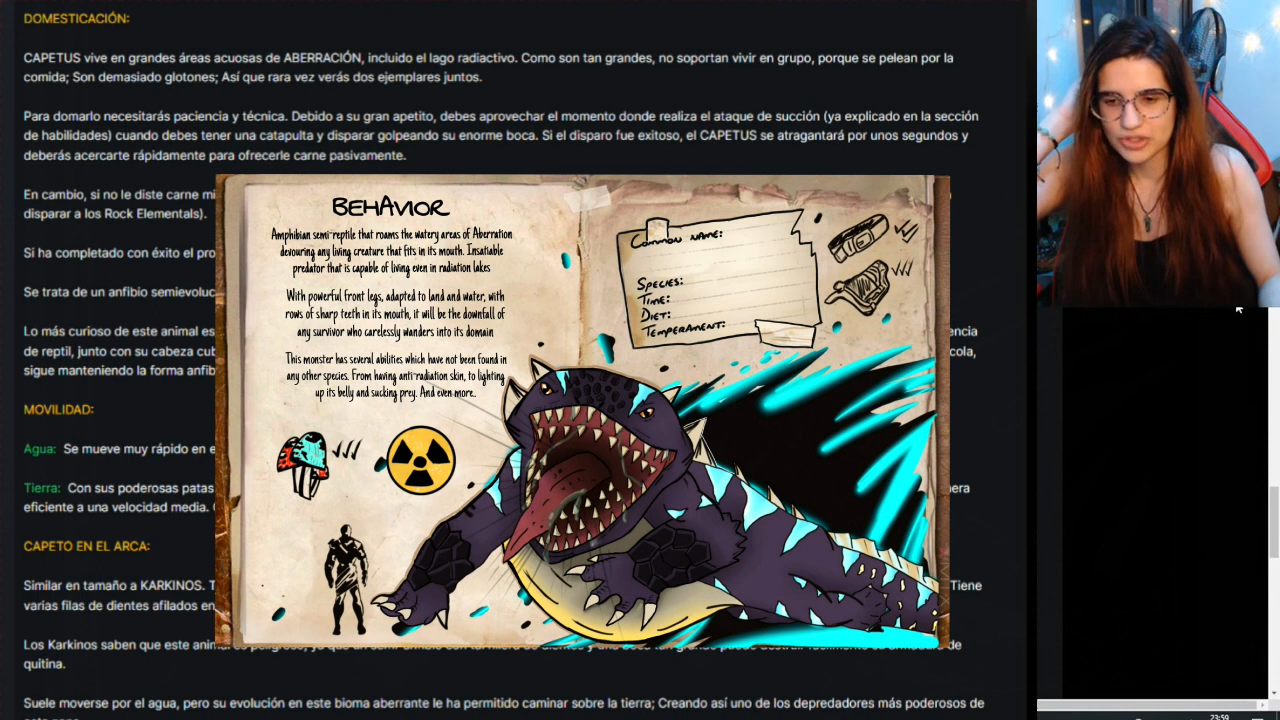 DOMESTICACIÓN:
CAPETUS vive en grandes áreas acuosas de ABERRACIÓN, incluido el lago radiactivo. Como son tan grandes, no soportan vivir en grupo, porque se pelean por la
comida; Son demasiado glotones; Así que rara vez verás dos ejemplares juntos.
Para domarlo necesitarás paciencia y técnica. Debido a su gran apetito, debes aprovechar el momento donde realiza el ataque de succión (ya explicado en la sección
de habilidades) cuando debes tener una catapulta y disparar golpeando su enorme boca. Si el disparo fue exitoso, el CAPETUS se atragantará por unos segundos y
deberás acercarte rápidamente para ofrecerle carne pasivamente.
En cambio, si no le diste carne
disparar a los Rock Elementals).
Si ha completado con éxito el
Se trata de un anfibio
Lo más curioso de este animal es
de reptil, junto con su cabeza
sigue manteniendo la forma
MOVILIDAD:
Agua: Se mueve muy rápido en
Tierra: Con sus poderosas patas
eficiente a una velocidad media.
CAPETO EN EL ARCA:
Similar en tamaño a KARKINOS. Tiene
varias filas de dientes afilados en
Los Karkinos saben que este de
quitina.
Suele moverse por el agua, pero su evolución en este bioma aberrante le ha permitido caminar sobre la tierra; Creando así uno de los depredadores más poderosos de
BEHAVIOR
Amphibian semi-reptile that roams the watery areas of Aberration
devouring any living creature that fits in its mouth. Insatiable
predator that is capable of living even in radiation lakes
With powerful front legs, adapted to land and water, with
rows of sharp teeth in its mouth, it will be the downfall of
any survivor who carelessly wanders into its domain
This monster has several abilities which have not been found in
any other species. From having anti-radiation skin, to lighting
up its belly and sucking prey. And even more..
COMMON NAME:
SPECIES:
TIME:
DIET:
TEMPERAMENT:
23:59